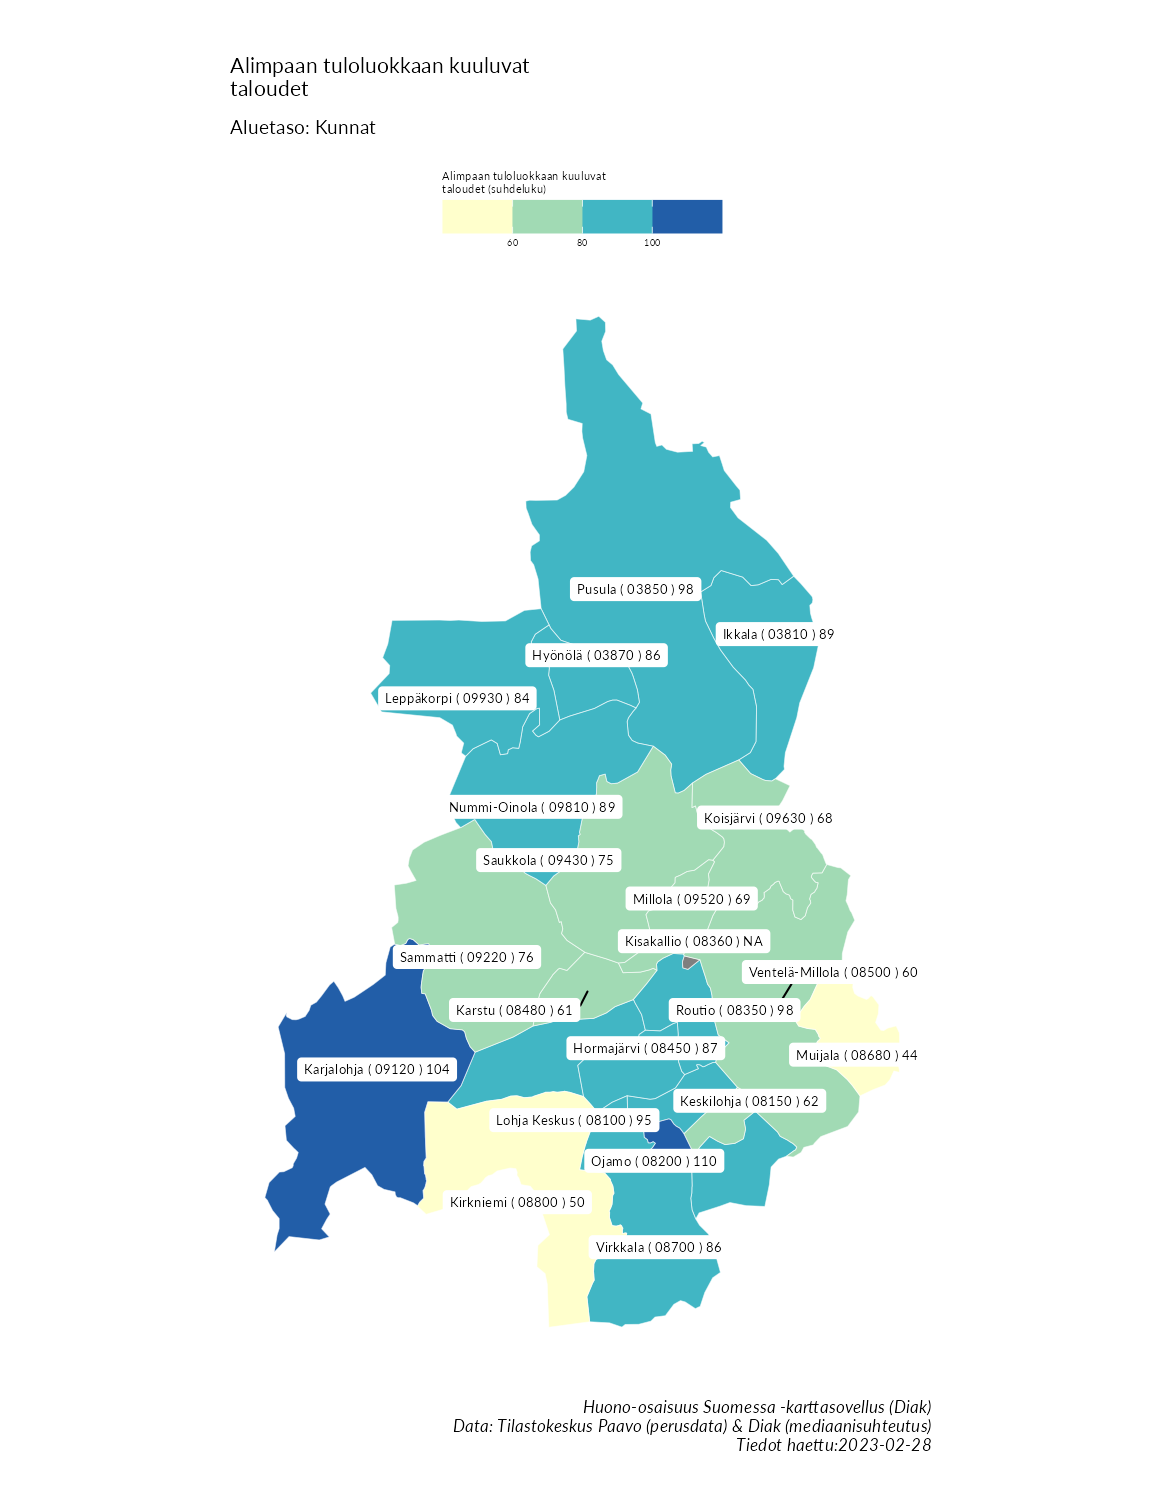 Alimpaan tuloluokkaan kuuluvat
taloudet
Aluetaso: Kunnat
Alimpaan tuloluokkaan kuuluvat
taloudet (suhdeluku)
60 80 100
Pusula ( 03850 ) 98
Ikkala ( 03810 ) 89
Hyönölä ( 03870 ) 86
Leppäkorpi ( 09930 ) 84
Nummi-Oinola ( 09810 ) 89
Koisjärvi ( 09630 ) 68
Saukkola ( 09430 ) 75
Millola ( 09520 ) 69
Kisakallio ( 08360 ) NA
Sammatti ( 09220 ) 76
Ventelä-Millola ( 08500 ) 60
Karstu ( 08480 ) 61
Routio ( 08350 ) 98
Hormajärvi ( 08450 ) 87
Muijala ( 08680 ) 44
Karjalohja ( 09120 ) 104
Keskilohja ( 08150 ) 62
Lohja Keskus ( 08100 ) 95
Ojamo ( 08200 ) 110
Kirkniemi ( 08800 ) 50
Virkkala ( 08700 ) 86
Huono-osaisuus Suomessa -karttasovellus (Diak)
Data: Tilastokeskus Paavo (perusdata) & Diak (mediaanisuhteutus)
Tiedot haettu:2023-02-28